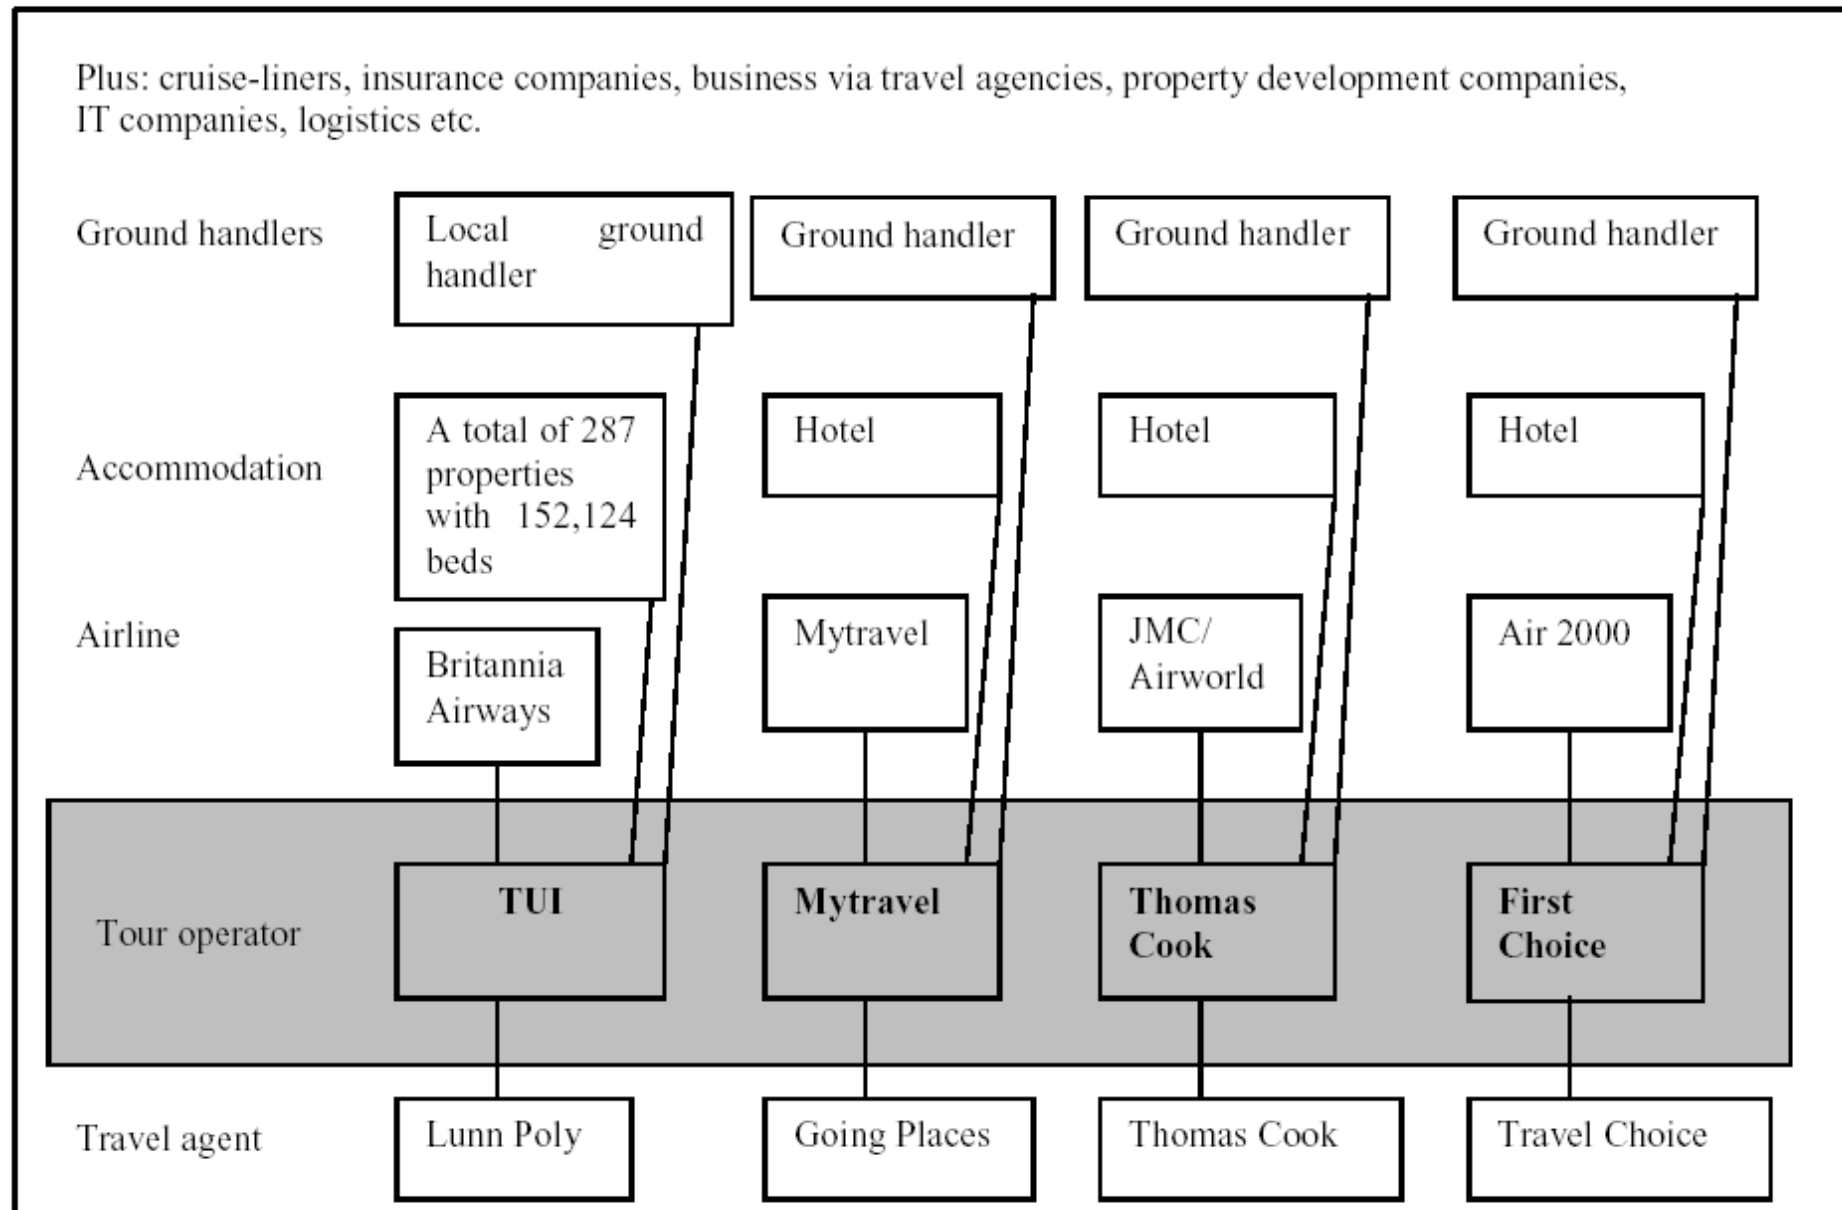 Plus: cruise-liners, insurance companies, business via travel agencies, property development companies,
IT companies, logistics etc.
Ground handlers
Local ground
handler
Ground handler
Ground handler
Ground handler
Accommodation
A total of 287
properties
with 152,124
beds
Hotel
Hotel
Hotel
Airline
Britannia
Airways
Mytravel
JMC/
Airworld
Air 2000
Tour operator
TUI
Mytravel
Thomas
Cook
First
Choice
Travel agent
Lunn Poly
Going Places
Thomas Cook
Travel Choice